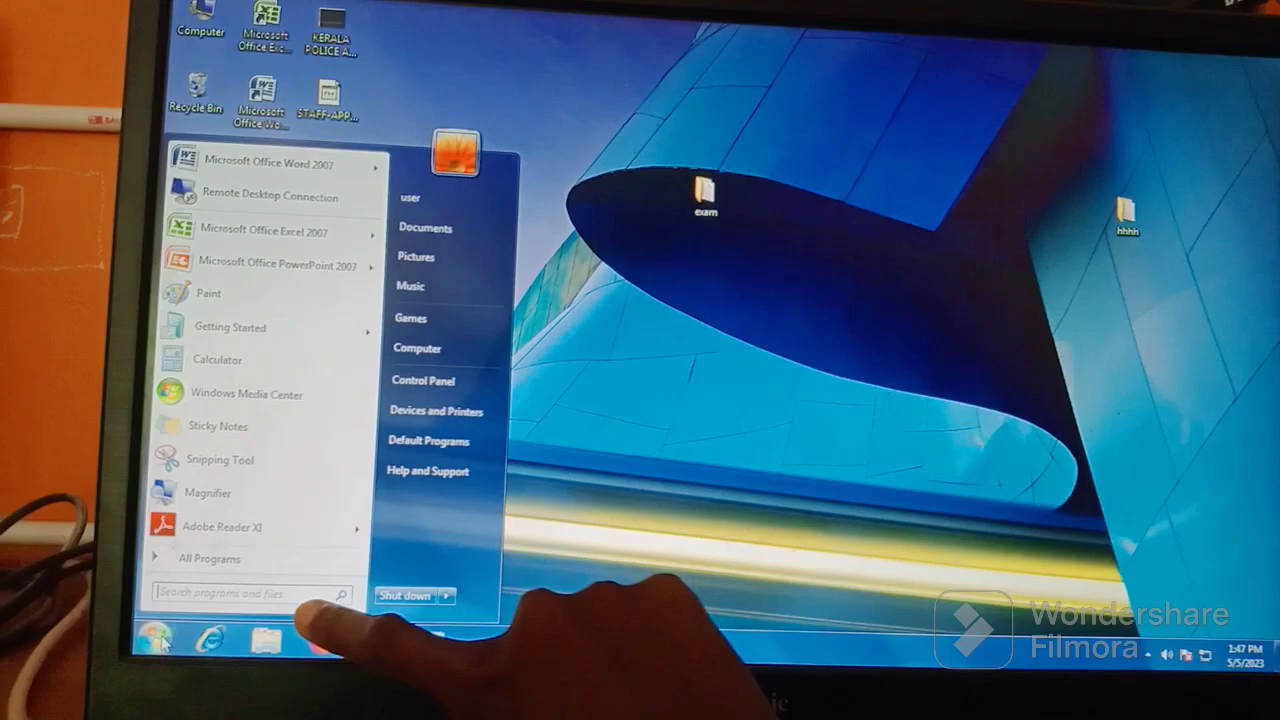 Computer
Microsoft
Office Exc...
KERALA
POLICE A...
Recycle Bin
Microsoft
Office Wo...
STAFF-APP...
Microsoft Office Word 2007
Remote Desktop Connection
Microsoft Office Excel 2007
Microsoft Office PowerPoint 2007
Paint
Getting Started
Calculator
Windows Media Center
Sticky Notes
Snipping Tool
Magnifier
Adobe Reader XI
All Programs
Search programs and files
user
Documents
Pictures
Music
Games
Computer
Control Panel
Devices and Printers
Default Programs
Help and Support
Shut down
exam
hhhh
Wondershare
Filmora
1:47 PM
5/5/2023